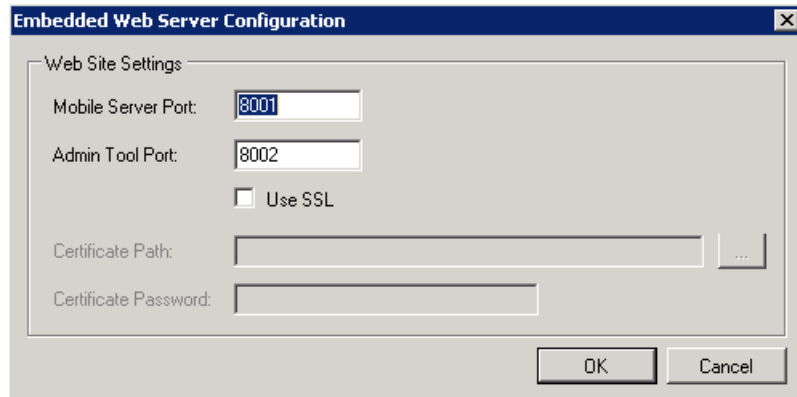 Embedded Web Server Configuration
Web Site Settings
Mobile Server Port: 8001
Admin Tool Port: 8002
Use SSL
Certificate Path: ...
Certificate Password:
OK Cancel